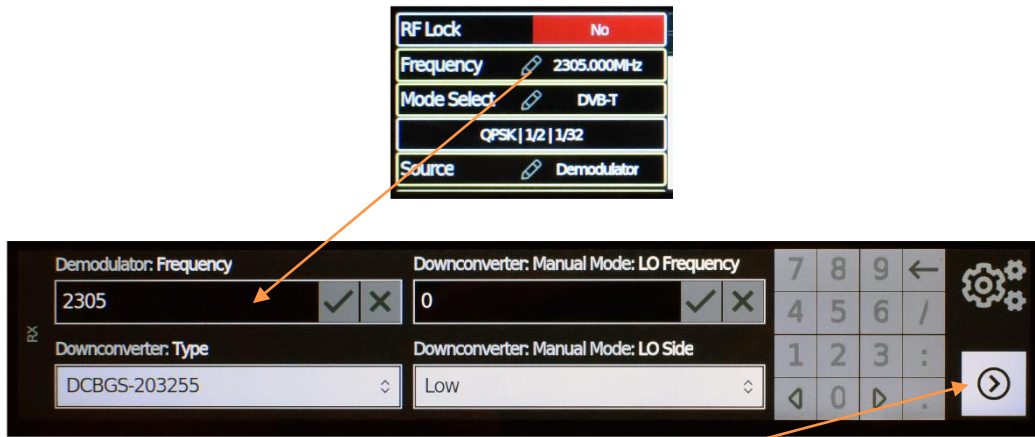 RF Lock No
Frequency 2305.000MHz
Mode Select DVB-T
QPSK | 1/2 | 1/32
Source Demodulator
Demodulator: Frequency Downconverter: Manual Mode: LO Frequency
2305 0
RX
Downconverter: Type Downconverter: Manual Mode: LO Side
DCBGS-203255 Low
7 8 9 ←
4 5 6 /
1 2 3 :
0 .